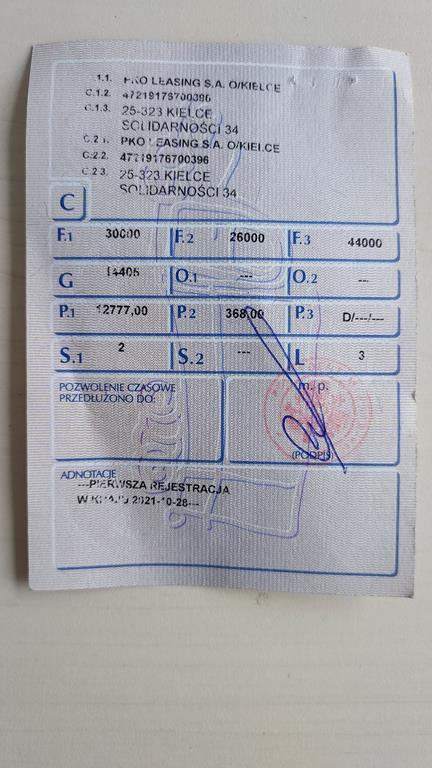 1.1. PKO LEASING S.A. O/KIELCE
C.1.2. 47219176700396
C.1.3. 25-323 KIELCE
SOLIDARNOŚCI 34
C.2.1. PKO LEASING S.A. O/KIELCE
C.2.2. 47219176700396
C.2.3. 25-323 KIELCE
SOLIDARNOŚCI 34
C
F.1 30000 F.2 26000 F.3 44000
G 14405 O.1 --- O.2 ---
P.1 12777,00 P.2 368,00 P.3 D/---/---
S.1 2 S.2 --- L 3
POZWOLENIE CZASOWE
PRZEDŁUŻONO DO:
m. p.
(PODPIS)
ADNOTACJE
---PIERWSZA REJESTRACJA
W KRAJU 2021-10-28---